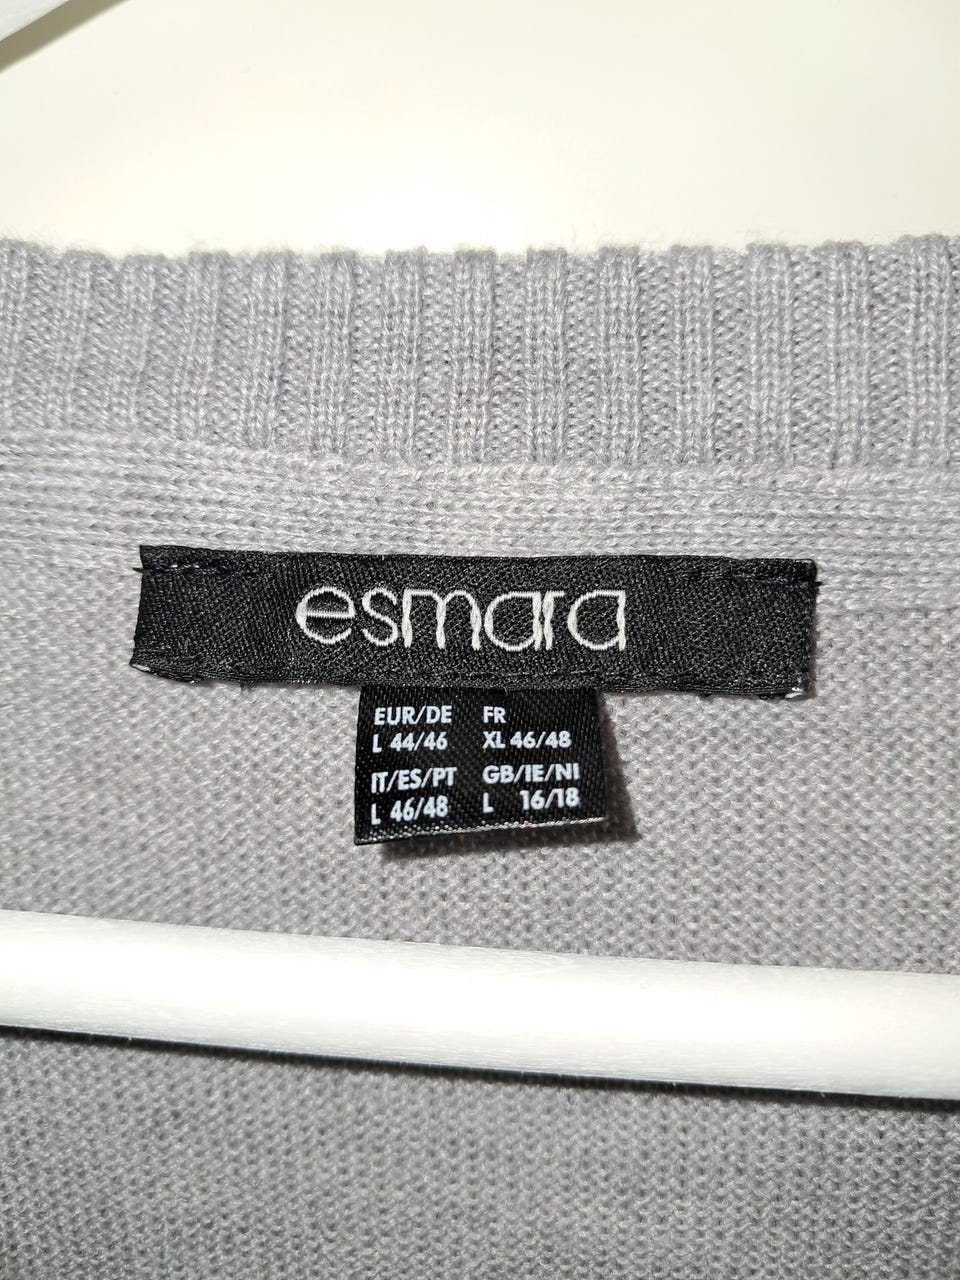 esmara
EUR/DE FR
L 44/46 XL 46/48
IT/ES/PT GB/IE/NI
L 46/48 L 16/18